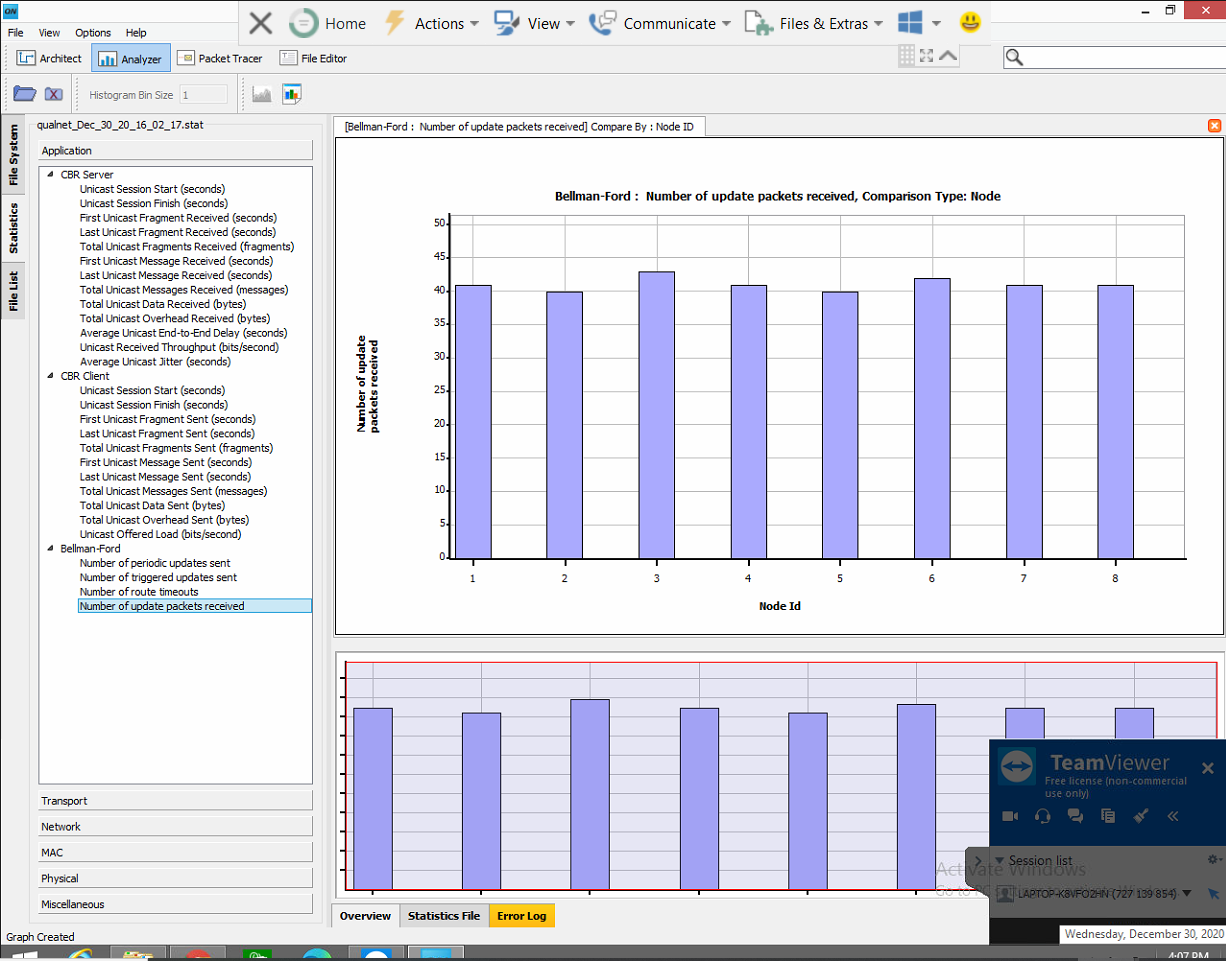 QN
File View Options Help
Home Actions View Communicate Files & Extras
Architect Analyzer Packet Tracer File Editor
Histogram Bin Size 1
File System
Statistics
File List
qualnet_Dec_30_20_16_02_17.stat
Application
CBR Server
Unicast Session Start (seconds)
Unicast Session Finish (seconds)
First Unicast Fragment Received (seconds)
Last Unicast Fragment Received (seconds)
Total Unicast Fragments Received (fragments)
First Unicast Message Received (seconds)
Last Unicast Message Received (seconds)
Total Unicast Messages Received (messages)
Total Unicast Data Received (bytes)
Total Unicast Overhead Received (bytes)
Average Unicast End-to-End Delay (seconds)
Unicast Received Throughput (bits/second)
Average Unicast Jitter (seconds)
CBR Client
Unicast Session Start (seconds)
Unicast Session Finish (seconds)
First Unicast Fragment Sent (seconds)
Last Unicast Fragment Sent (seconds)
Total Unicast Fragments Sent (fragments)
First Unicast Message Sent (seconds)
Last Unicast Message Sent (seconds)
Total Unicast Messages Sent (messages)
Total Unicast Data Sent (bytes)
Total Unicast Overhead Sent (bytes)
Unicast Offered Load (bits/second)
Bellman-Ford
Number of periodic updates sent
Number of triggered updates sent
Number of route timeouts
Number of update packets received
Transport
Network
MAC
Physical
Miscellaneous
Graph Created
[Bellman-Ford : Number of update packets received] Compare By : Node ID
Bellman-Ford : Number of update packets received, Comparison Type: Node
Number of update
packets received
50
45
40
35
30
25
20
15
10
5
0
1 2 3 4 5 6 7 8
Node Id
Overview Statistics File Error Log
TeamViewer
Free license (non-commercial
use only)
Session list
Activate Windows
LAPTOP-K8VFO2HN (727 139 854)
Wednesday, December 30, 2020
4:07 PM